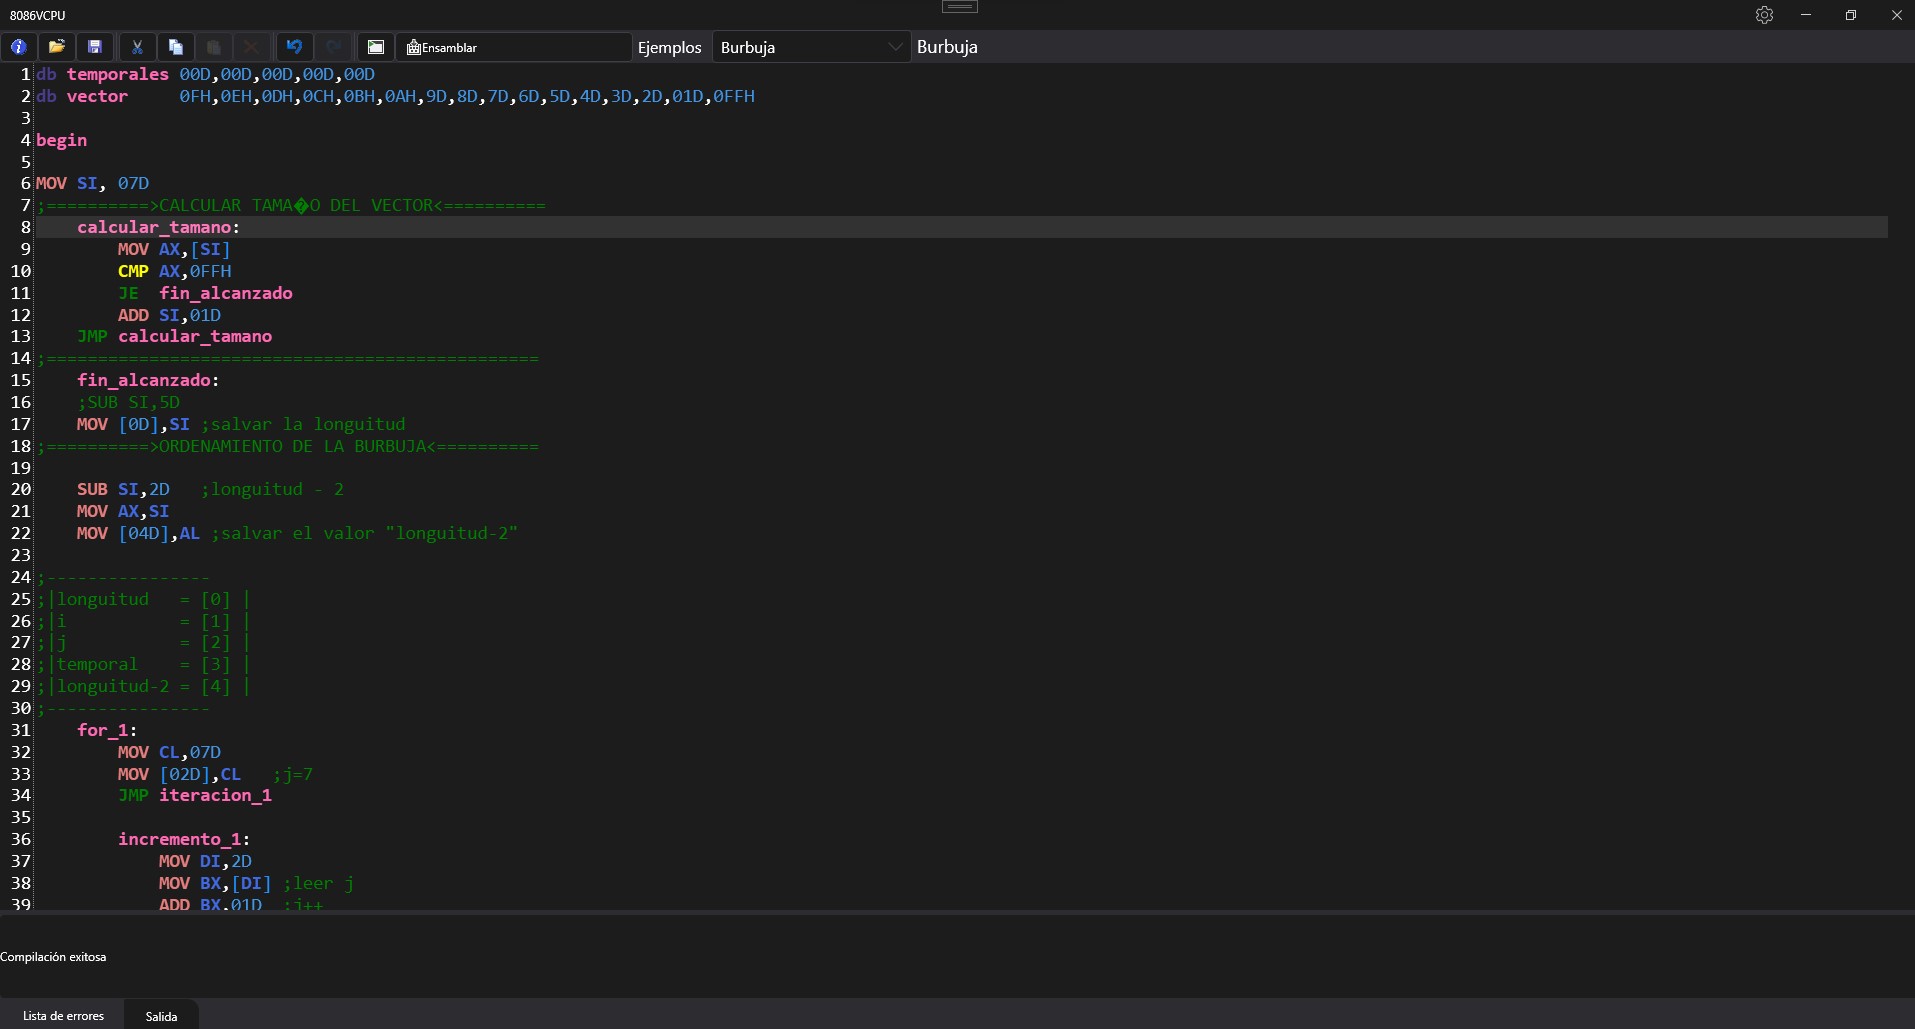 8086VCPU
Ensamblar Ejemplos Burbuja Burbuja
1 db temporales 00D,00D,00D,00D,00D
2 db vector     0FH,0EH,0DH,0CH,0BH,0AH,9D,8D,7D,6D,5D,4D,3D,2D,01D,0FFH
3
4 begin
5
6 MOV SI, 07D
7 ;==========>CALCULAR TAMA�O DEL VECTOR<==========
8     calcular_tamano:
9         MOV AX,[SI]
10         CMP AX,0FFH
11         JE  fin_alcanzado
12         ADD SI,01D
13     JMP calcular_tamano
14 ;================================================
15     fin_alcanzado:
16     ;SUB SI,5D
17     MOV [0D],SI ;salvar la longuitud
18 ;==========>ORDENAMIENTO DE LA BURBUJA<==========
19
20     SUB SI,2D   ;longuitud - 2
21     MOV AX,SI
22     MOV [04D],AL ;salvar el valor "longuitud-2"
23
24 ;----------------
25 ;|longuitud   = [0] |
26 ;|i           = [1] |
27 ;|j           = [2] |
28 ;|temporal    = [3] |
29 ;|longuitud-2 = [4] |
30 ;----------------
31     for_1:
32         MOV CL,07D
33         MOV [02D],CL   ;j=7
34         JMP iteracion_1
35
36         incremento_1:
37             MOV DI,2D
38             MOV BX,[DI] ;leer j
39             ADD BX,01D  ;j++
Compilación exitosa
Lista de errores Salida